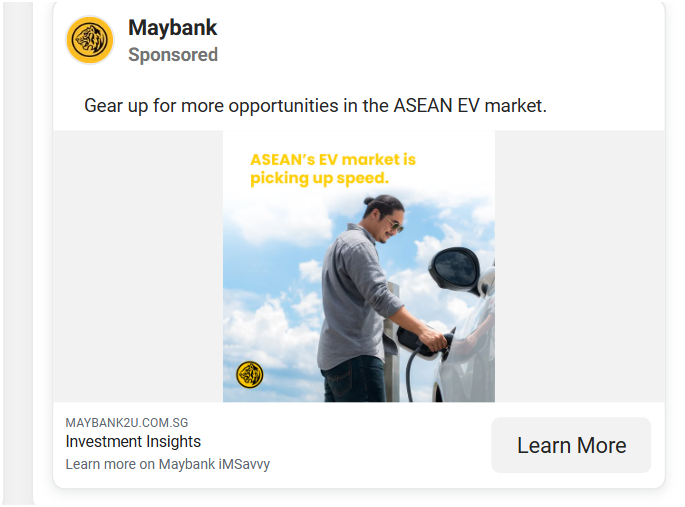 Maybank
Sponsored
Gear up for more opportunities in the ASEAN EV market.
ASEAN's EV market is
picking up speed.
MAYBANK2U.COM.SG
Investment Insights
Learn more on Maybank iMSavvy
Learn More